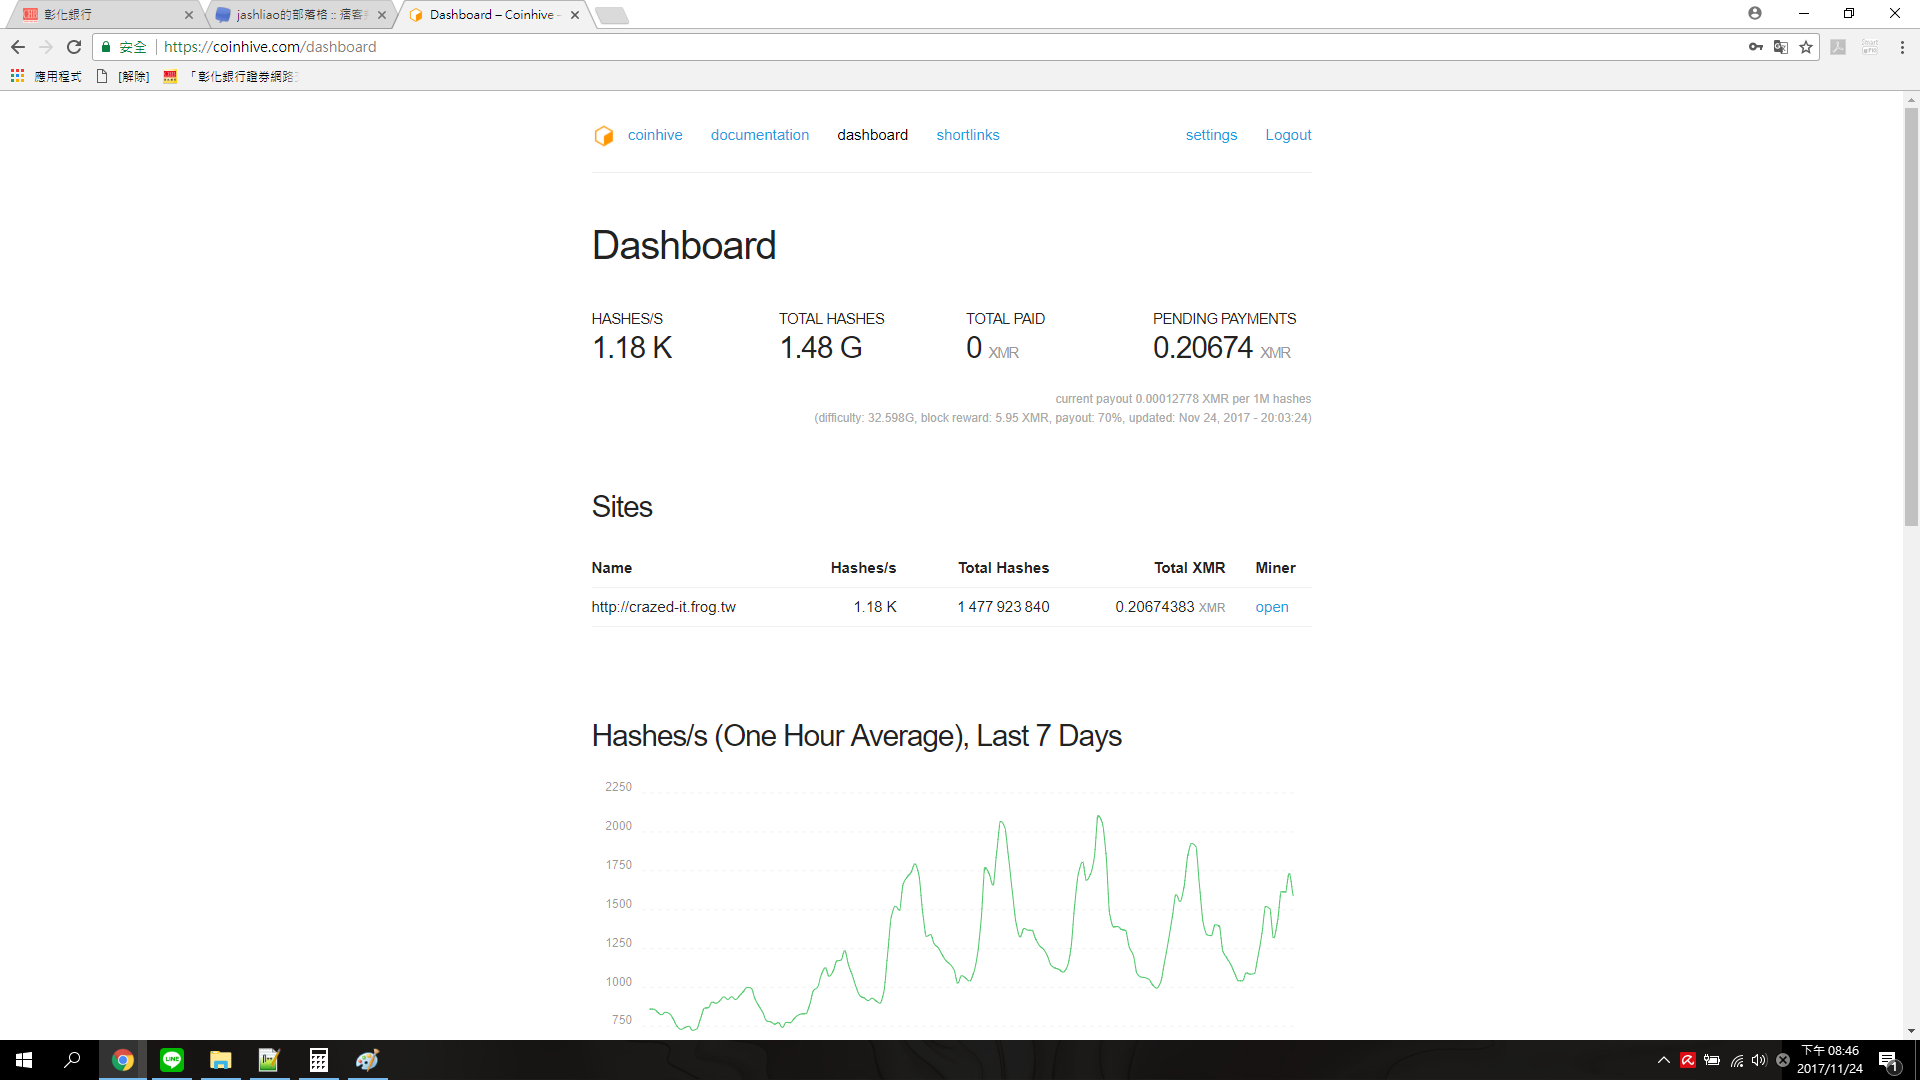 彰化銀行
jashliao的部落格 :: 痞客
Dashboard – Coinhive -
安全
https://coinhive.com/dashboard
應用程式
[解除]
「彰化銀行證券網路
coinhive
documentation
dashboard
shortlinks
settings
Logout
Dashboard
HASHES/S
TOTAL HASHES
TOTAL PAID
PENDING PAYMENTS
1.18 K
1.48 G
0 XMR
0.20674 XMR
current payout 0.00012778 XMR per 1M hashes
(difficulty: 32.598G, block reward: 5.95 XMR, payout: 70%, updated: Nov 24, 2017 - 20:03:24)
Sites
Name Hashes/s Total Hashes Total XMR Miner
http://crazed-it.frog.tw 1.18 K 1 477 923 840 0.20674383 XMR open
Hashes/s (One Hour Average), Last 7 Days
2250
2000
1750
1500
1250
1000
750
下午 08:46
2017/11/24
1